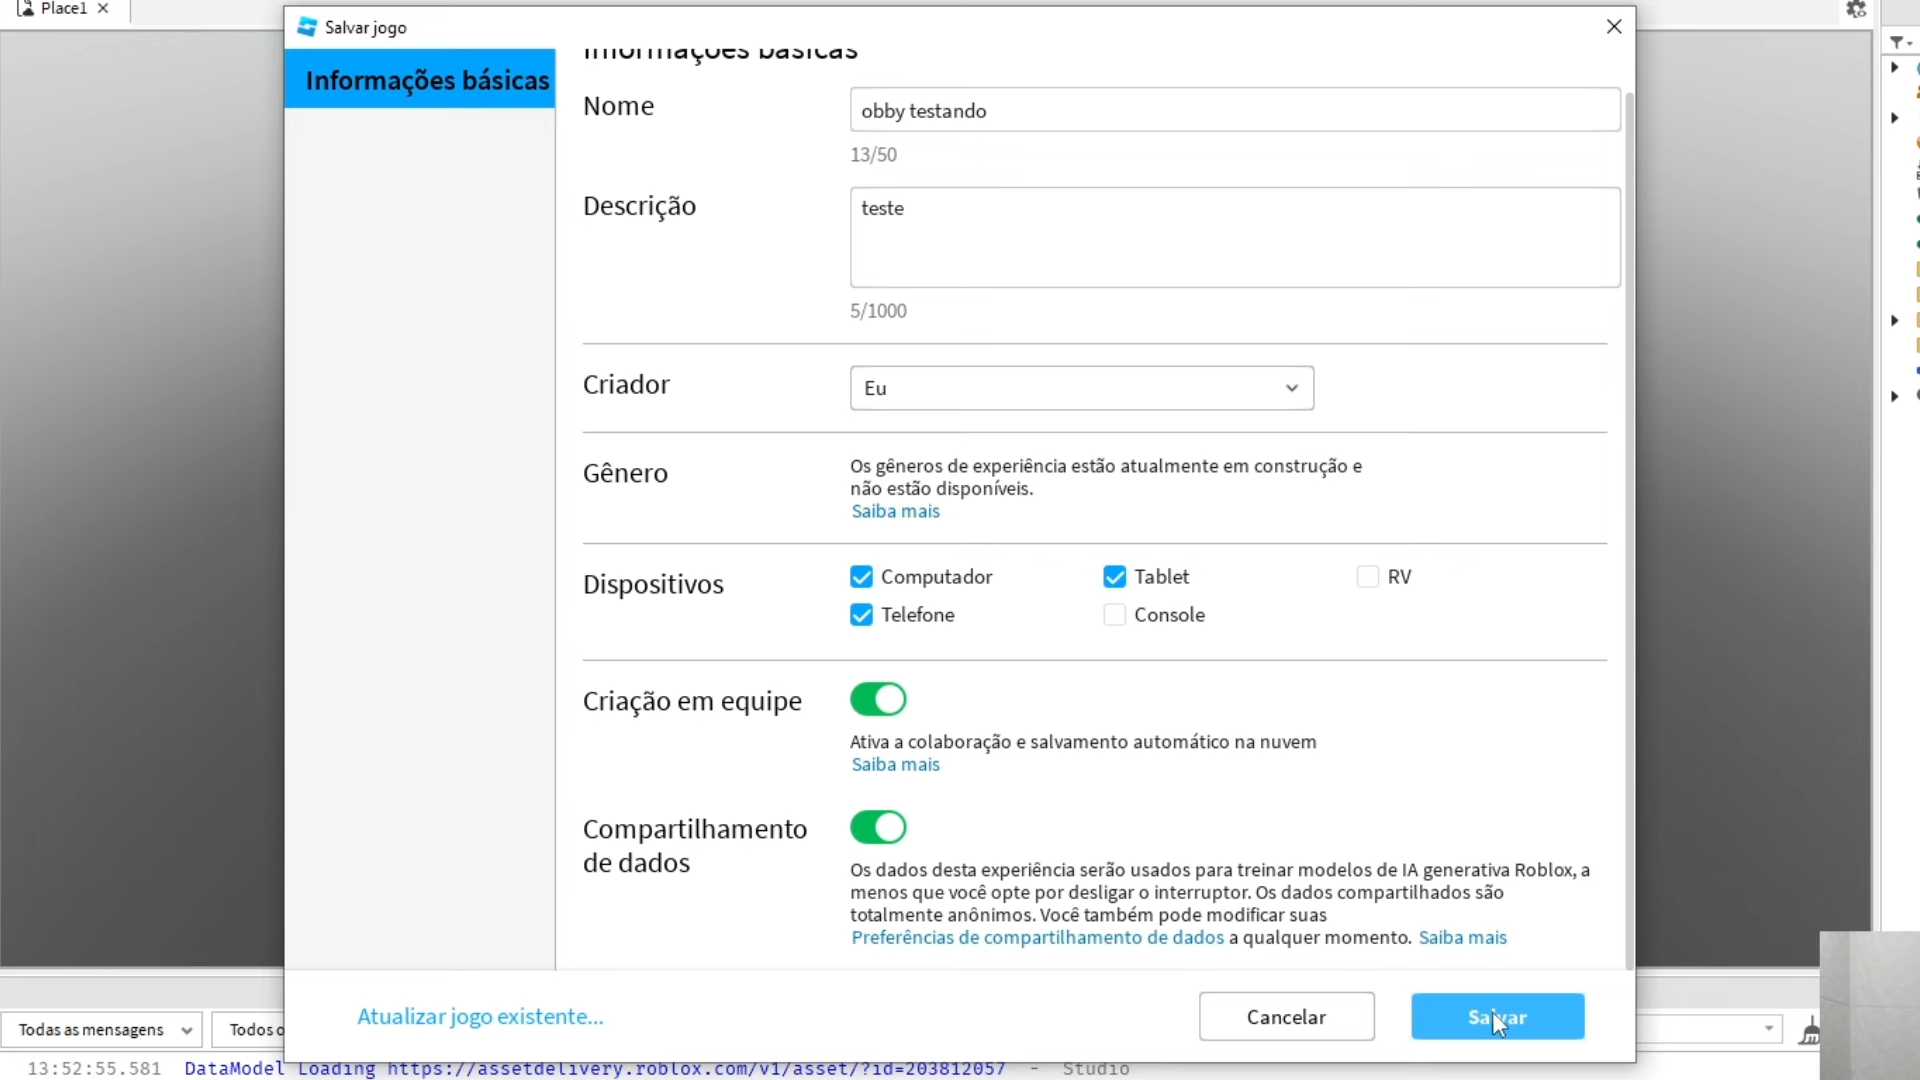 Place1
Salvar jogo
Informações básicas
Informações básicas
Nome
obby testando
13/50
Descrição
teste
5/1000
Criador
Eu
Gênero
Os gêneros de experiência estão atualmente em construção e
não estão disponíveis.
Saiba mais
Dispositivos
Computador
Tablet
RV
Telefone
Console
Criação em equipe
Ativa a colaboração e salvamento automático na nuvem
Saiba mais
Compartilhamento
de dados
Os dados desta experiência serão usados para treinar modelos de IA generativa Roblox, a
menos que você opte por desligar o interruptor. Os dados compartilhados são
totalmente anônimos. Você também pode modificar suas
Preferências de compartilhamento de dados a qualquer momento. Saiba mais
Atualizar jogo existente...
Cancelar
Salvar
Todas as mensagens
Todos o
13:52:55.581 DataModel Loading https://assetdelivery.roblox.com/v1/asset/?id=203812057 - Studio